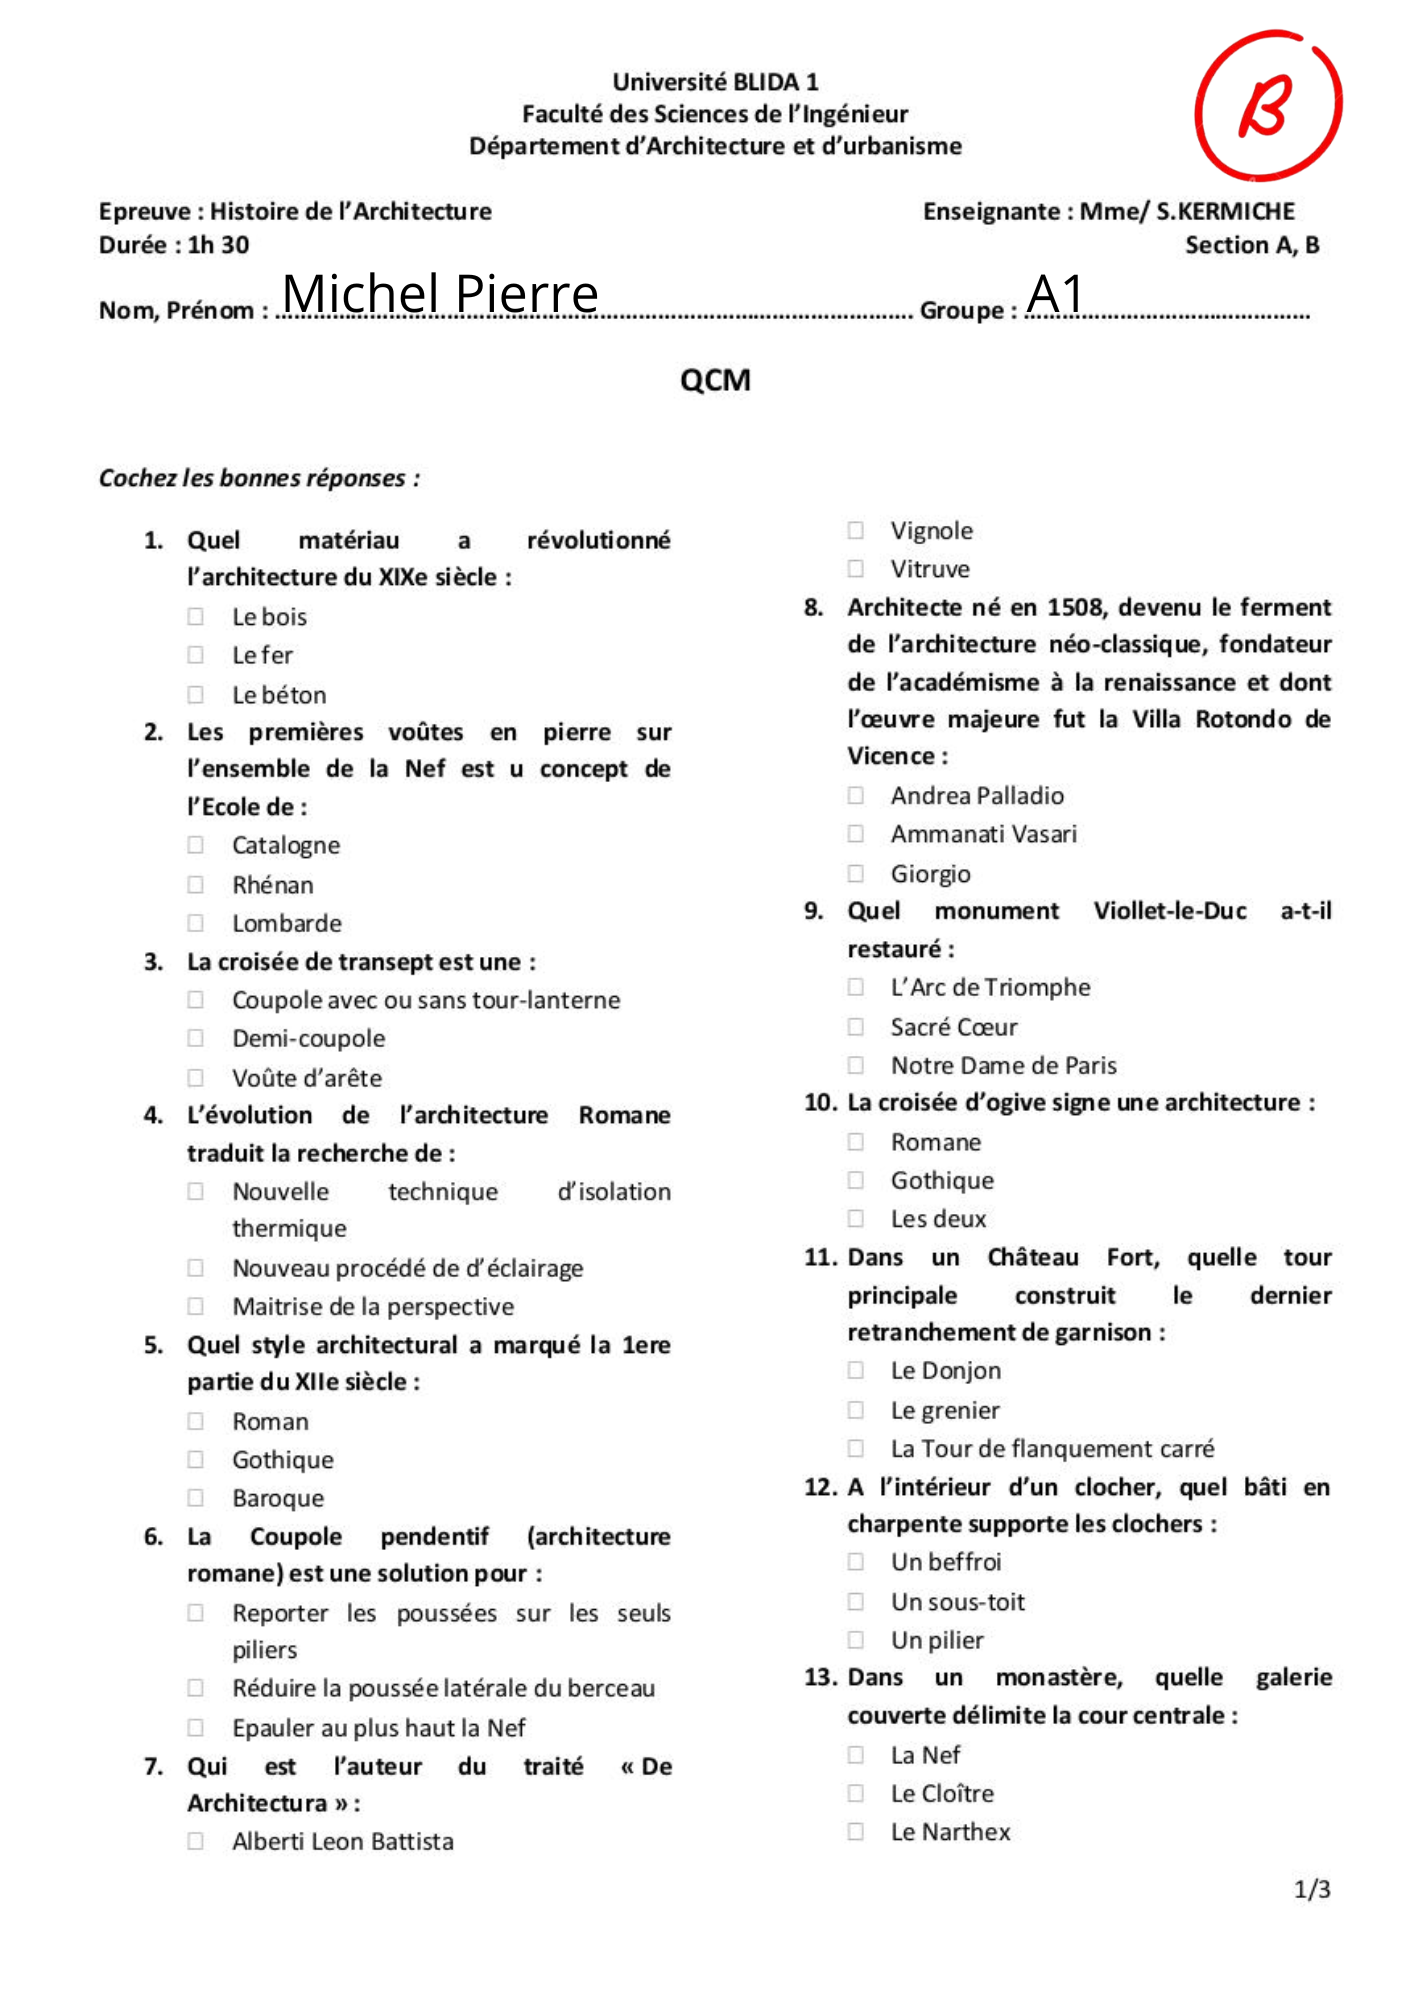 B
Université BLIDA 1
Faculté des Sciences de l'Ingénieur
Département d'Architecture et d'urbanisme
Epreuve : Histoire de l'Architecture Enseignante : Mme/ S.KERMICHE
Durée : 1h 30 Section A, B
Nom, Prénom : Michel Pierre Groupe : A1
QCM
Cochez les bonnes réponses :
1. Quel matériau a révolutionné
l'architecture du XIXe siècle :
□ Le bois
□ Le fer
□ Le béton
2. Les premières voûtes en pierre sur
l'ensemble de la Nef est u concept de
l'Ecole de :
□ Catalogne
□ Rhénan
□ Lombarde
3. La croisée de transept est une :
□ Coupole avec ou sans tour-lanterne
□ Demi-coupole
□ Voûte d'arête
4. L'évolution de l'architecture Romane
traduit la recherche de :
□ Nouvelle technique d'isolation
thermique
□ Nouveau procédé de d'éclairage
□ Maitrise de la perspective
5. Quel style architectural a marqué la 1ere
partie du XIIe siècle :
□ Roman
□ Gothique
□ Baroque
6. La Coupole pendentif (architecture
romane) est une solution pour :
□ Reporter les poussées sur les seuls
piliers
□ Réduire la poussée latérale du berceau
□ Epauler au plus haut la Nef
7. Qui est l'auteur du traité « De
Architectura » :
□ Alberti Leon Battista
□ Vignole
□ Vitruve
8. Architecte né en 1508, devenu le ferment
de l'architecture néo-classique, fondateur
de l'académisme à la renaissance et dont
l'œuvre majeure fut la Villa Rotondo de
Vicence :
□ Andrea Palladio
□ Ammanati Vasari
□ Giorgio
9. Quel monument Viollet-le-Duc a-t-il
restauré :
□ L'Arc de Triomphe
□ Sacré Cœur
□ Notre Dame de Paris
10. La croisée d'ogive signe une architecture :
□ Romane
□ Gothique
□ Les deux
11. Dans un Château Fort, quelle tour
principale construit le dernier
retranchement de garnison :
□ Le Donjon
□ Le grenier
□ La Tour de flanquement carré
12. A l'intérieur d'un clocher, quel bâti en
charpente supporte les clochers :
□ Un beffroi
□ Un sous-toit
□ Un pilier
13. Dans un monastère, quelle galerie
couverte délimite la cour centrale :
□ La Nef
□ Le Cloître
□ Le Narthex
1/3